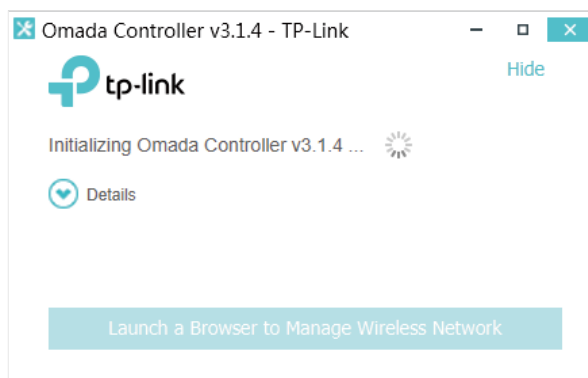 Omada Controller v3.1.4 - TP-Link
Hide
tp-link
Initializing Omada Controller v3.1.4 ...
Details
Launch a Browser to Manage Wireless Network